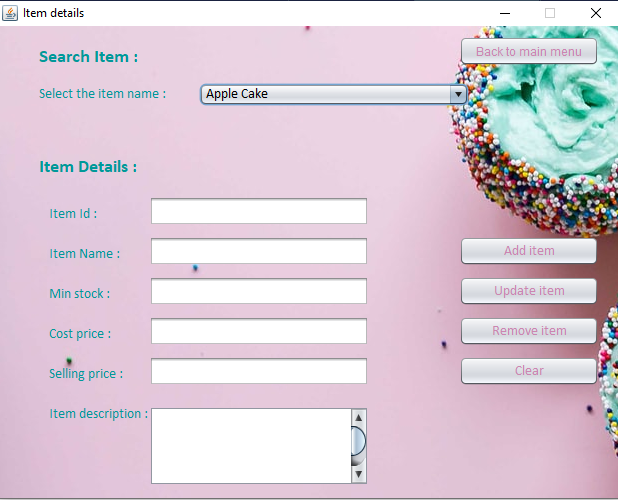 Item details
Search Item :
Back to main menu
Select the item name :
Apple Cake
Item Details :
Item Id :
Item Name :
Add item
Min stock :
Update item
Cost price :
Remove item
Selling price :
Clear
Item description :